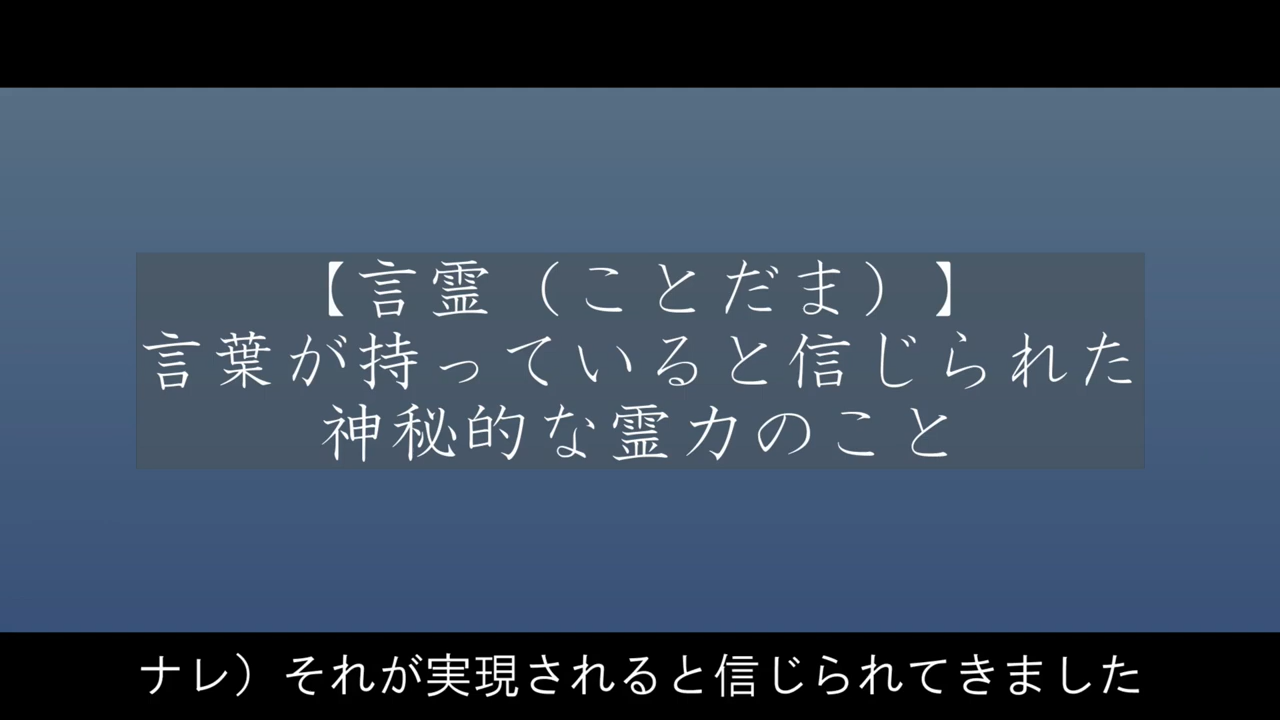 【言霊（ことだま）】
言葉が持っていると信じられた
神秘的な霊力のこと
ナレ）それが実現されると信じられてきました